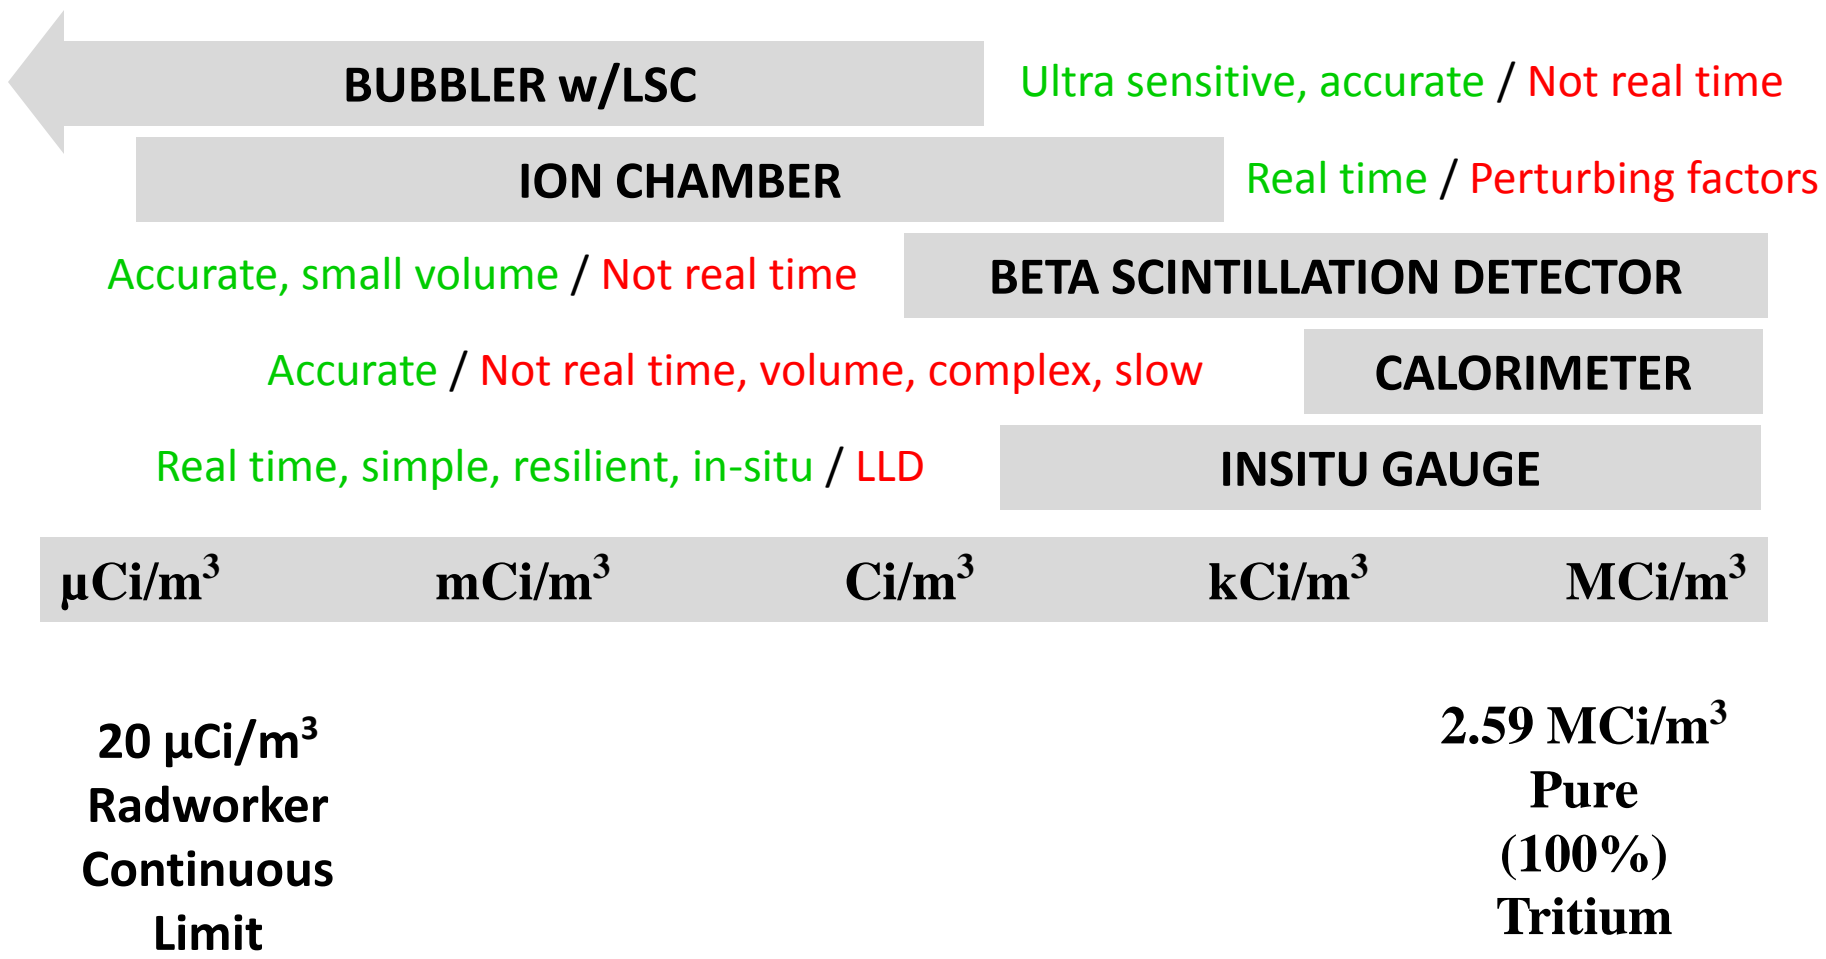 BUBBLER w/LSC Ultra sensitive, accurate / Not real time
ION CHAMBER Real time / Perturbing factors
Accurate, small volume / Not real time BETA SCINTILLATION DETECTOR
Accurate / Not real time, volume, complex, slow CALORIMETER
Real time, simple, resilient, in-situ / LLD INSITU GAUGE
µCi/m³ mCi/m³ Ci/m³ kCi/m³ MCi/m³
20 µCi/m³
Radworker
Continuous
Limit
2.59 MCi/m³
Pure
(100%)
Tritium